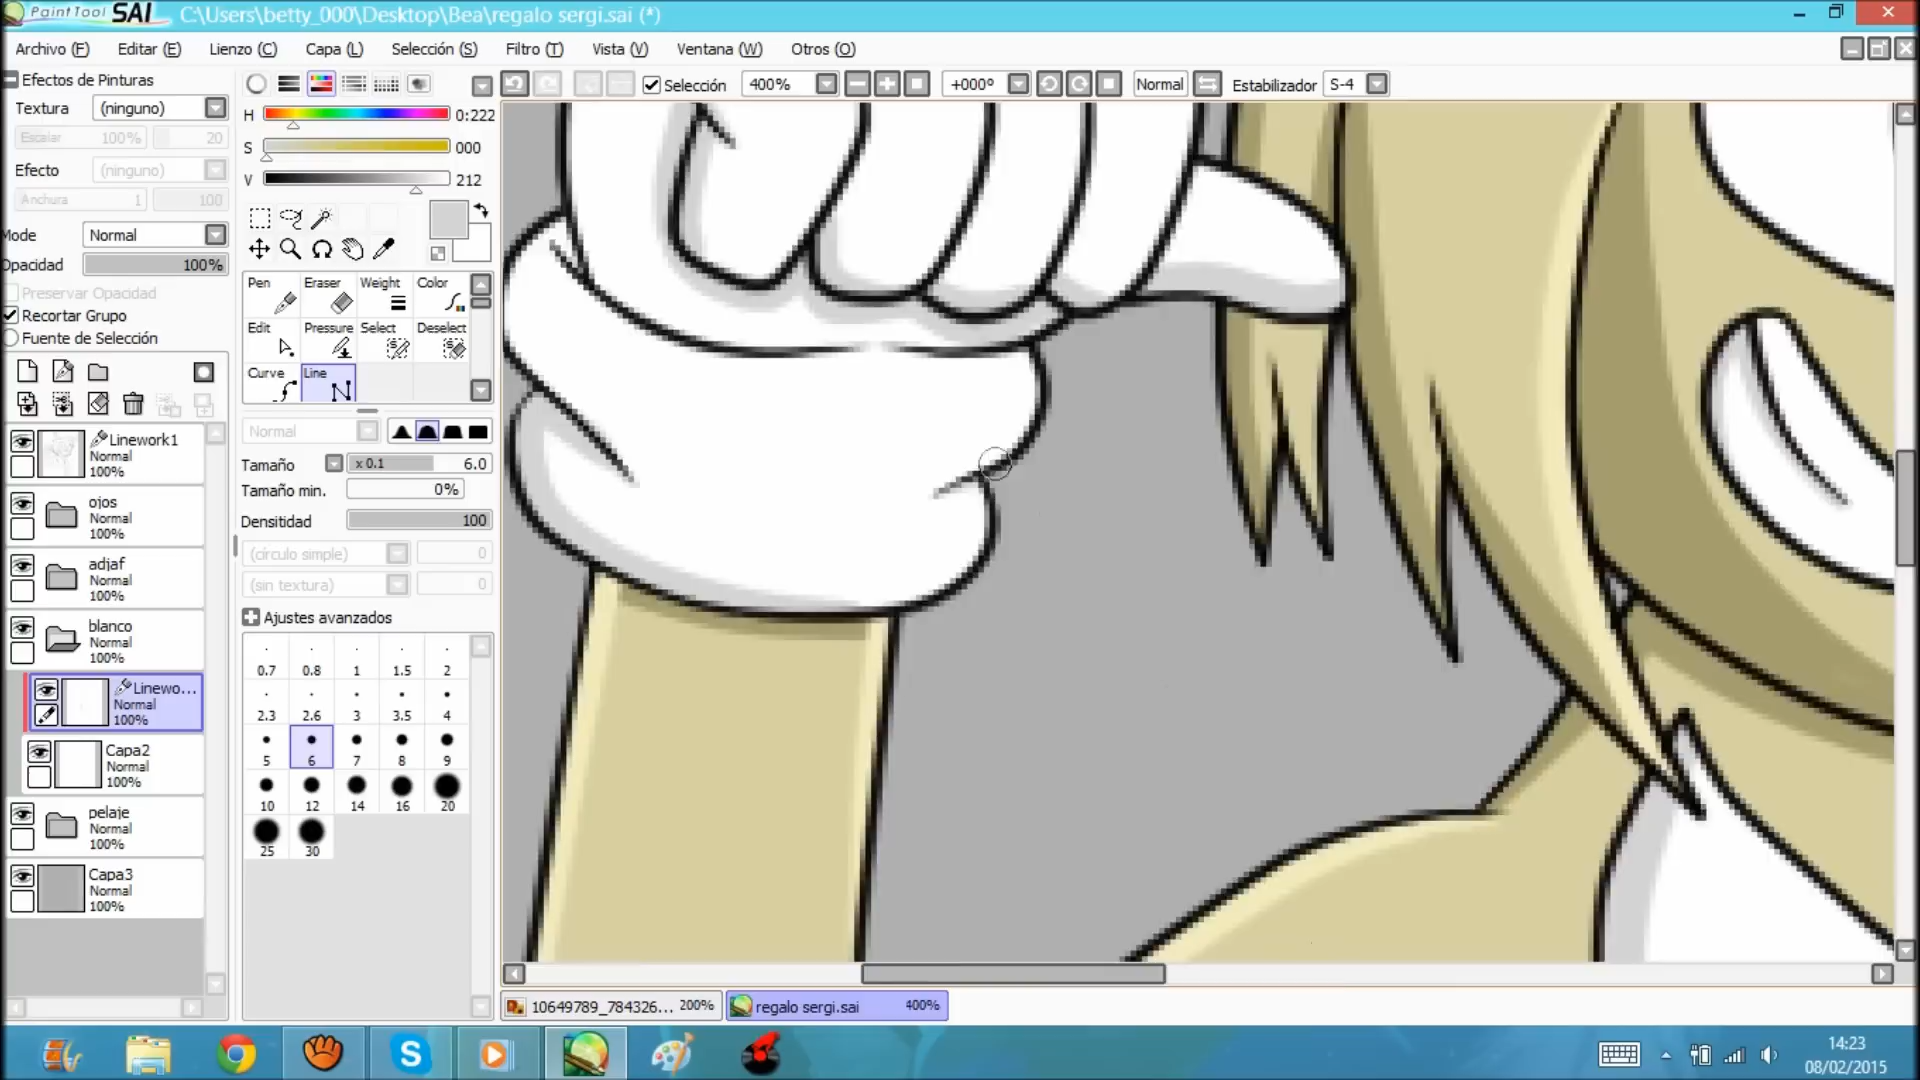 PaintTool SAI C:\Users\betty_000\Desktop\Bea\regalo sergi.sai (*)
Archivo (F) Editar (E) Lienzo (C) Capa (L) Selección (S) Filtro (T) Vista (V) Ventana (W) Otros (O)
Efectos de Pinturas
Textura (ninguno)
Escalar 100% 20
Efecto (ninguno)
Anchura 1 100
Mode Normal
Opacidad 100%
Preservar Opacidad
Recortar Grupo
Fuente de Selección
Linework1
Normal
100%
ojos
Normal
100%
adjaf
Normal
100%
blanco
Normal
100%
Linewo...
Normal
100%
Capa2
Normal
100%
pelaje
Normal
100%
Capa3
Normal
100%
H 0:222
S 000
V 212
Pen Eraser Weight Color
Edit Pressure Select Deselect
Curve Line
Normal
Tamaño x 0.1 6.0
Tamaño min. 0%
Densitidad 100
(círculo simple) 0
(sin textura) 0
Ajustes avanzados
0.7 0.8 1 1.5 2
2.3 2.6 3 3.5 4
5 6 7 8 9
10 12 14 16 20
25 30
Selección 400% +000º Normal Estabilizador S-4
10649789_784326... 200% regalo sergi.sai 400%
14:23
08/02/2015